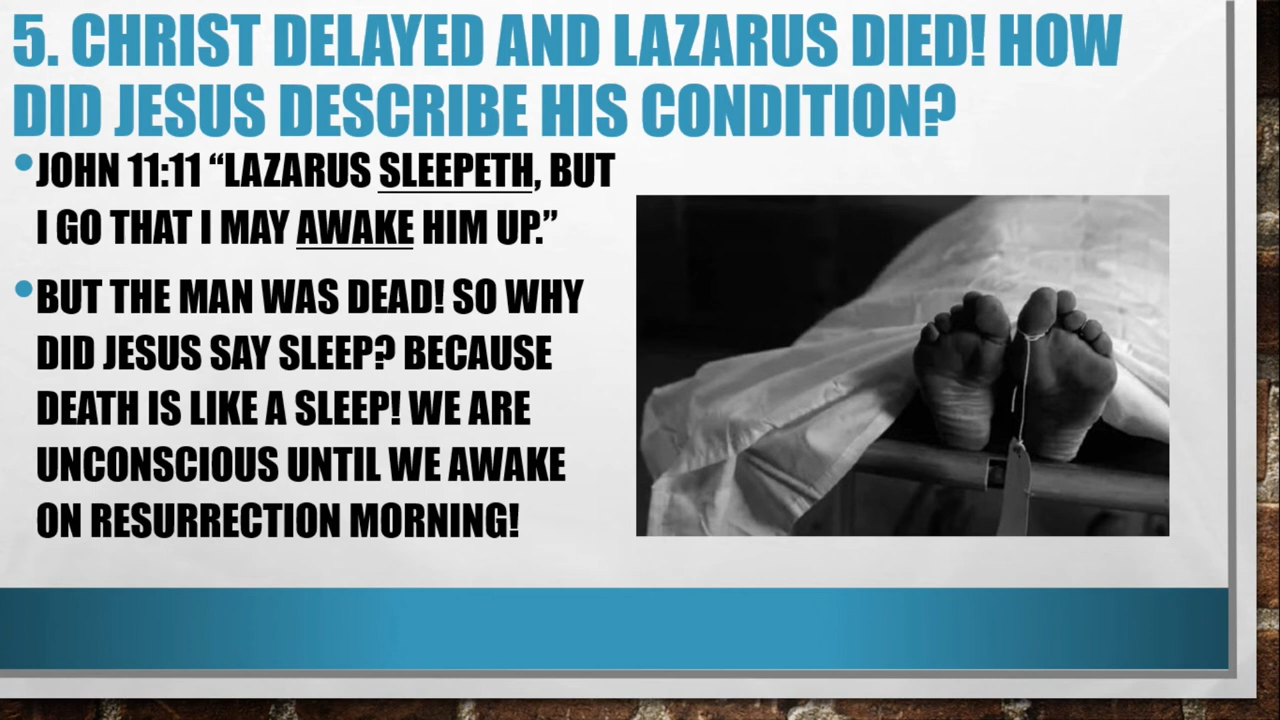 5. CHRIST DELAYED AND LAZARUS DIED! HOW
DID JESUS DESCRIBE HIS CONDITION?
•JOHN 11:11 “LAZARUS SLEEPETH, BUT
I GO THAT I MAY AWAKE HIM UP.”
•BUT THE MAN WAS DEAD! SO WHY
DID JESUS SAY SLEEP? BECAUSE
DEATH IS LIKE A SLEEP! WE ARE
UNCONSCIOUS UNTIL WE AWAKE
ON RESURRECTION MORNING!